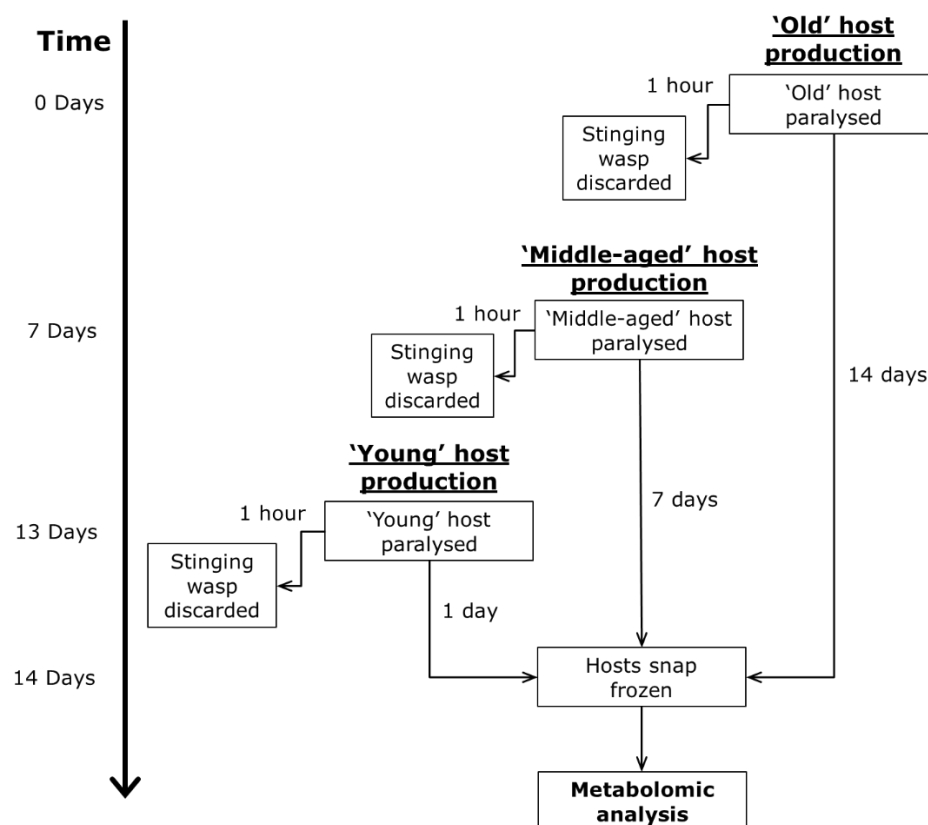 Time
‘Old’ host
production
0 Days
1 hour
‘Old’ host
paralysed
Stinging
wasp
discarded
‘Middle-aged’ host
production
7 Days
1 hour
‘Middle-aged’ host
paralysed
Stinging
wasp
discarded
14 days
‘Young’ host
production
7 days
13 Days
1 hour
‘Young’ host
paralysed
Stinging
wasp
discarded
1 day
14 Days
Hosts snap
frozen
Metabolomic
analysis